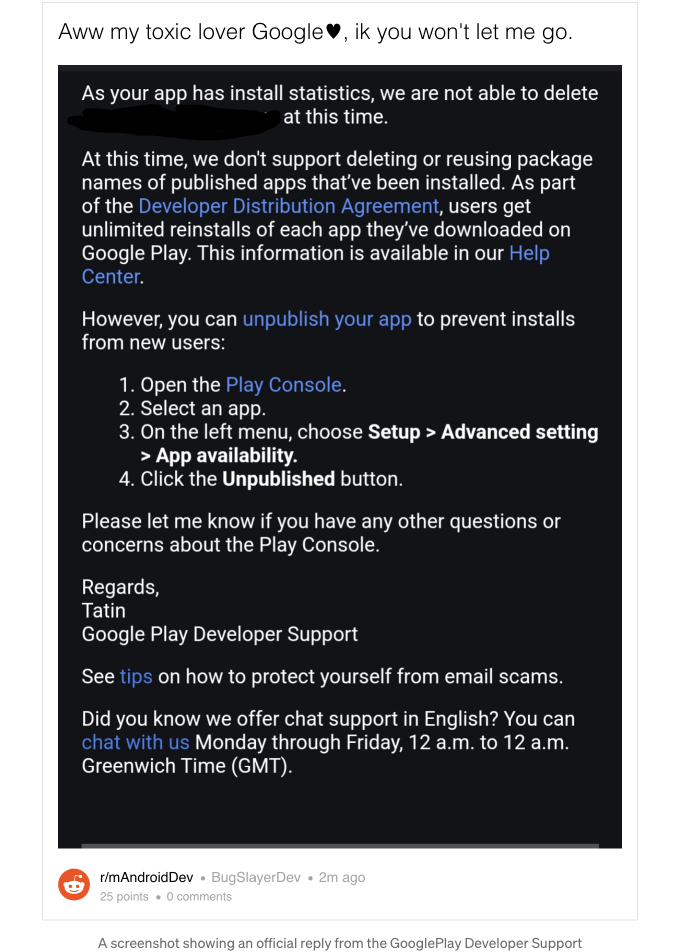 Aww my toxic lover Google♥, ik you won't let me go.
As your app has install statistics, we are not able to delete
at this time.
At this time, we don't support deleting or reusing package
names of published apps that've been installed. As part
of the Developer Distribution Agreement, users get
unlimited reinstalls of each app they've downloaded on
Google Play. This information is available in our Help
Center.
However, you can unpublish your app to prevent installs
from new users:
1. Open the Play Console.
2. Select an app.
3. On the left menu, choose Setup > Advanced setting
> App availability.
4. Click the Unpublished button.
Please let me know if you have any other questions or
concerns about the Play Console.
Regards,
Tatin
Google Play Developer Support
See tips on how to protect yourself from email scams.
Did you know we offer chat support in English? You can
chat with us Monday through Friday, 12 a.m. to 12 a.m.
Greenwich Time (GMT).
r/mAndroidDev • BugSlayerDev • 2m ago
25 points • 0 comments
A screenshot showing an official reply from the GooglePlay Developer Support